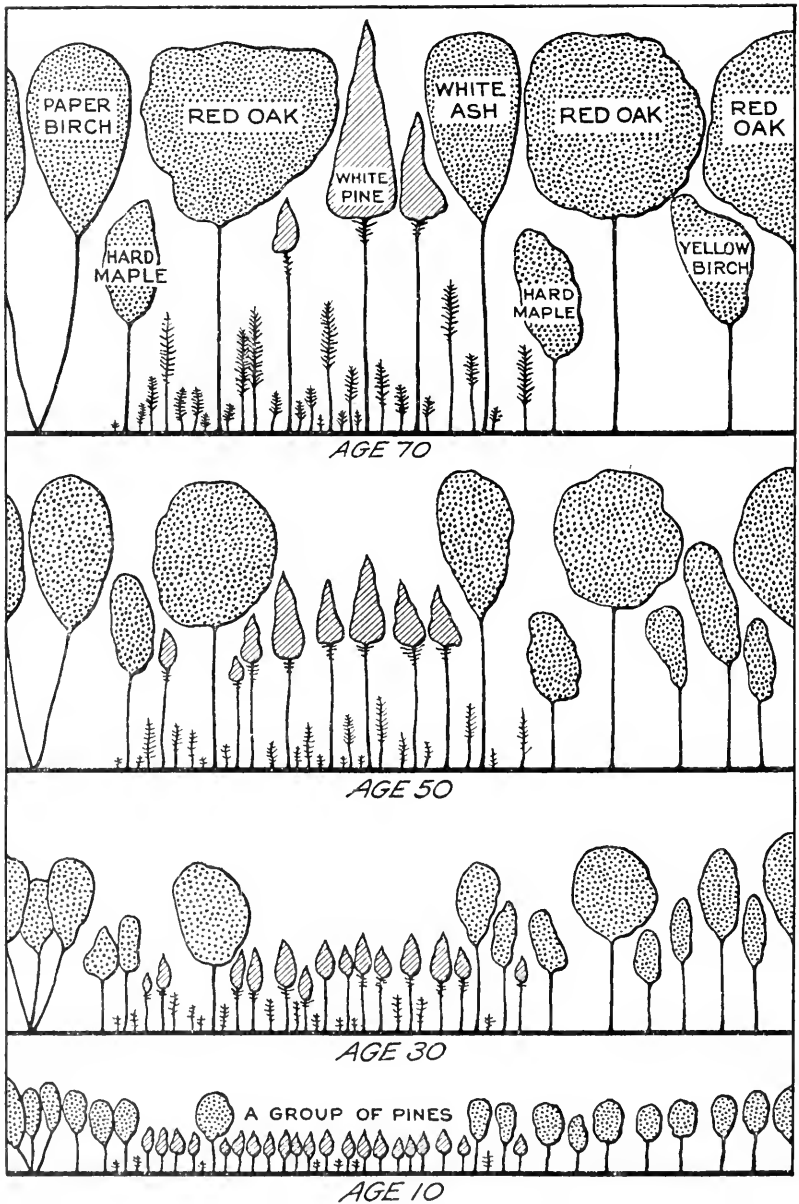 PAPER
BIRCH
RED OAK
WHITE
PINE
WHITE
ASH
RED OAK
RED
OAK
HARD
MAPLE
HARD
MAPLE
YELLOW
BIRCH
AGE 70
AGE 50
AGE 30
A GROUP OF PINES
AGE 10